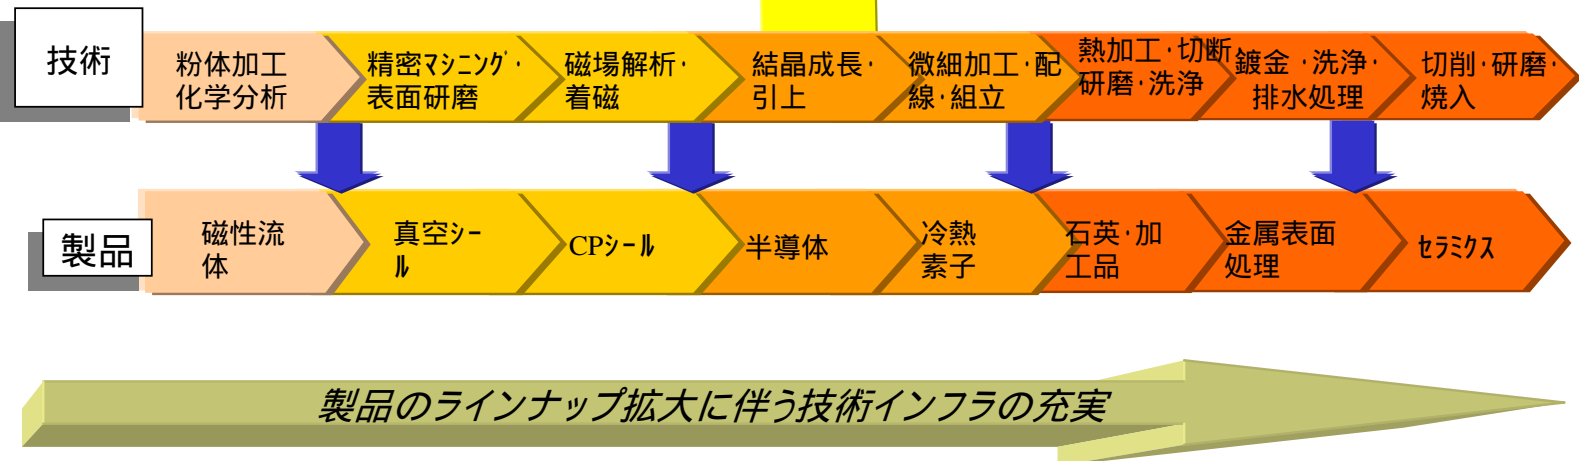 技術
粉体加工
化学分析
精密ﾏｼﾆﾝｸﾞ・
表面研磨
磁場解析・
着磁
結晶成長・
引上
微細加工・配
線・組立
熱加工・切断
研磨・洗浄
鍍金・洗浄・
排水処理
切削・研磨・
焼入
製品
磁性流
体
真空ｼｰ
ﾙ
CPｼｰﾙ
半導体
冷熱
素子
石英・加
工品
金属表面
処理
ｾﾗﾐｸｽ
製品のラインナップ拡大に伴う技術インフラの充実